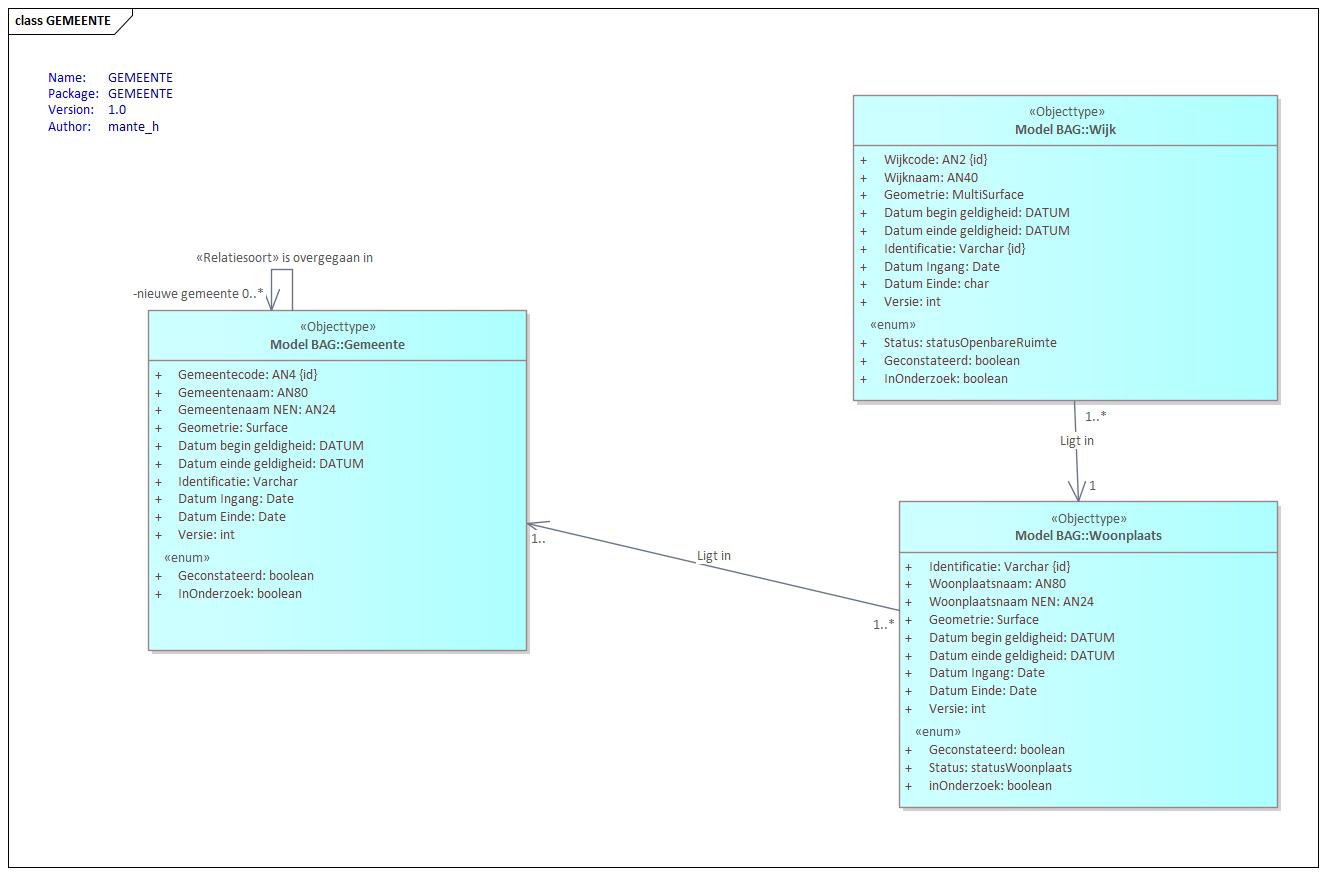 class GEMEENTE
Name: GEMEENTE
Package: GEMEENTE
Version: 1.0
Author: mante_h
«Relatiesoort» is overgegaan in
-nieuwe gemeente 0..*
«Objecttype»
Model BAG::Gemeente
+ Gemeentecode: AN4 {id}
+ Gemeentenaam: AN80
+ Gemeentenaam NEN: AN24
+ Geometrie: Surface
+ Datum begin geldigheid: DATUM
+ Datum einde geldigheid: DATUM
+ Identificatie: Varchar
+ Datum Ingang: Date
+ Datum Einde: Date
+ Versie: int
«enum»
+ Geconstateerd: boolean
+ InOnderzoek: boolean
«Objecttype»
Model BAG::Wijk
+ Wijkcode: AN2 {id}
+ Wijknaam: AN40
+ Geometrie: MultiSurface
+ Datum begin geldigheid: DATUM
+ Datum einde geldigheid: DATUM
+ Identificatie: Varchar {id}
+ Datum Ingang: Date
+ Datum Einde: char
+ Versie: int
«enum»
+ Status: statusOpenbareRuimte
+ Geconstateerd: boolean
+ InOnderzoek: boolean
1..*
Ligt in
1
1..
Ligt in
1..*
«Objecttype»
Model BAG::Woonplaats
+ Identificatie: Varchar {id}
+ Woonplaatsnaam: AN80
+ Woonplaatsnaam NEN: AN24
+ Geometrie: Surface
+ Datum begin geldigheid: DATUM
+ Datum einde geldigheid: DATUM
+ Datum Ingang: Date
+ Datum Einde: Date
+ Versie: int
«enum»
+ Geconstateerd: boolean
+ Status: statusWoonplaats
+ inOnderzoek: boolean